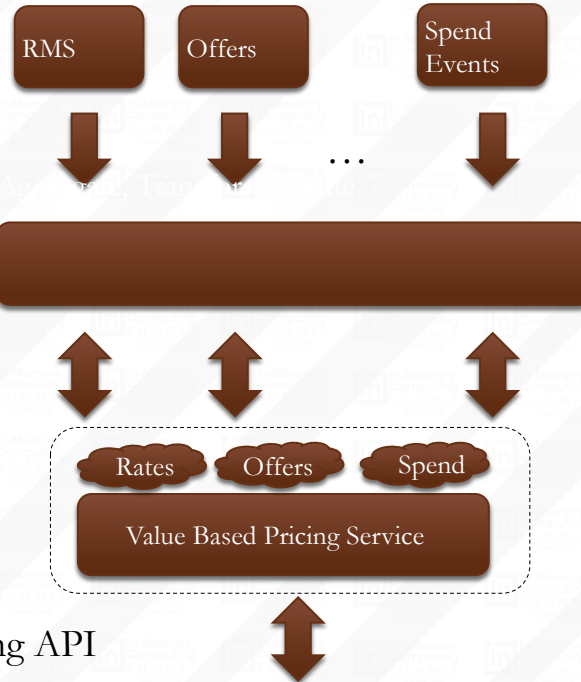 RMS
Offers
Spend
Events
…
Rates
Offers
Spend
Value Based Pricing Service
ng API